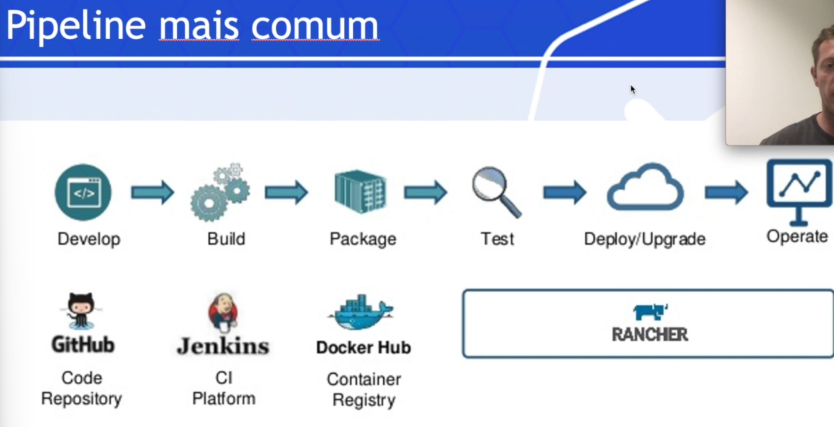 Pipeline mais comum
</>
Develop
Build
Package
Test
Deploy/Upgrade
Operate
GitHub
Jenkins
Docker Hub
RANCHER
Code
Repository
CI
Platform
Container
Registry